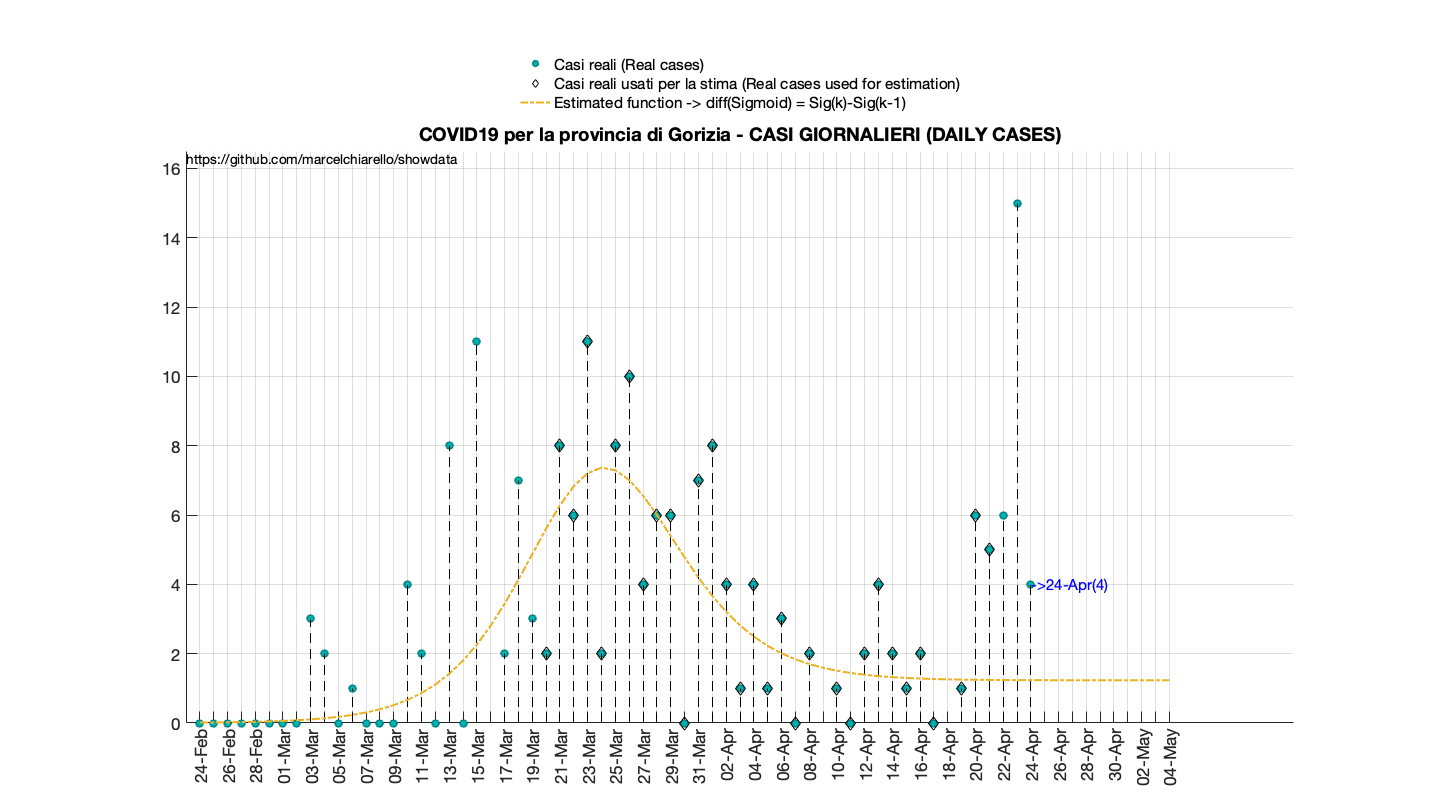 Casi reali (Real cases)
Casi reali usati per la stima (Real cases used for estimation)
Estimated function -> diff(Sigmoid) = Sig(k)-Sig(k-1)
COVID19 per la provincia di Gorizia - CASI GIORNALIERI (DAILY CASES)
https://github.com/marcelchiarello/showdata
16
14
12
10
8
6
4
2
0
->24-Apr(4)
24-Feb
26-Feb
28-Feb
01-Mar
03-Mar
05-Mar
07-Mar
09-Mar
11-Mar
13-Mar
15-Mar
17-Mar
19-Mar
21-Mar
23-Mar
25-Mar
27-Mar
29-Mar
31-Mar
02-Apr
04-Apr
06-Apr
08-Apr
10-Apr
12-Apr
14-Apr
16-Apr
18-Apr
20-Apr
22-Apr
24-Apr
26-Apr
28-Apr
30-Apr
02-May
04-May